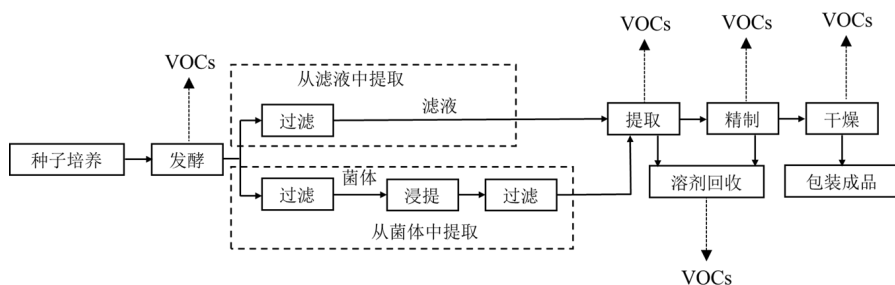 VOCs
VOCs
VOCs
VOCs
从滤液中提取
过滤
滤液
提取
精制
干燥
种子培养
发酵
过滤
菌体
浸提
过滤
溶剂回收
包装成品
从菌体中提取
VOCs